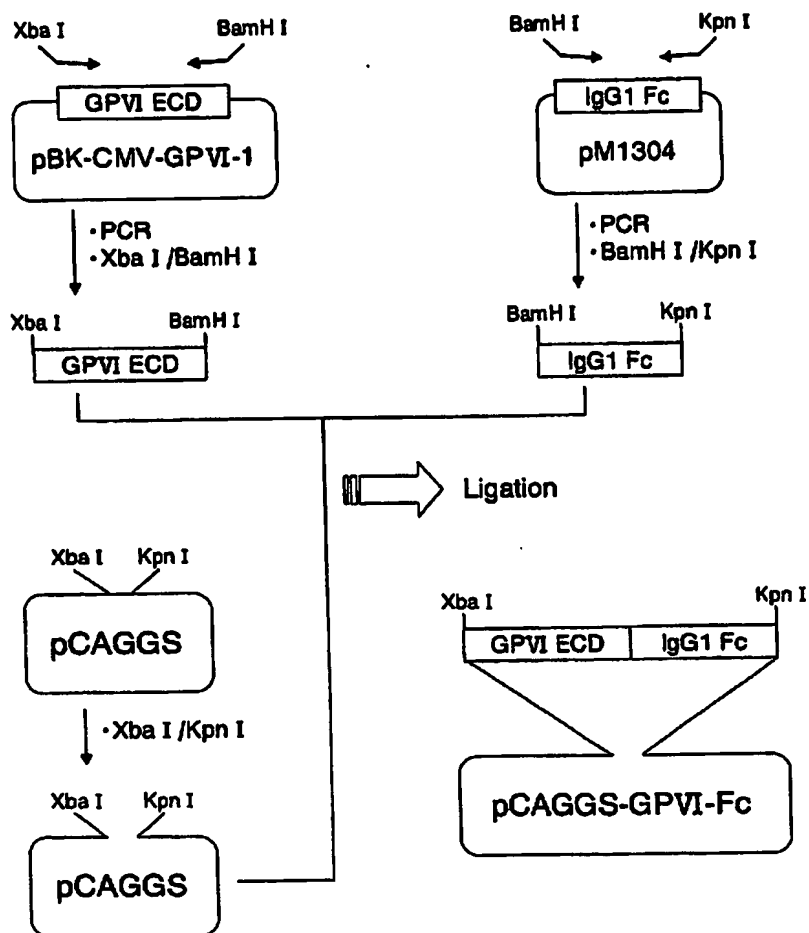 Xba I
BamH I
GPVI ECD
pBK-CMV-GPVI-1
・PCR
・Xba I /BamH I
Xba I
BamH I
GPVI ECD
BamH I
Kpn I
IgG1 Fc
pM1304
・PCR
・BamH I /Kpn I
BamH I
Kpn I
IgG1 Fc
Ligation
Xba I
Kpn I
pCAGGS
・Xba I /Kpn I
Xba I
Kpn I
pCAGGS
Xba I
Kpn I
GPVI ECD
IgG1 Fc
pCAGGS-GPVI-Fc